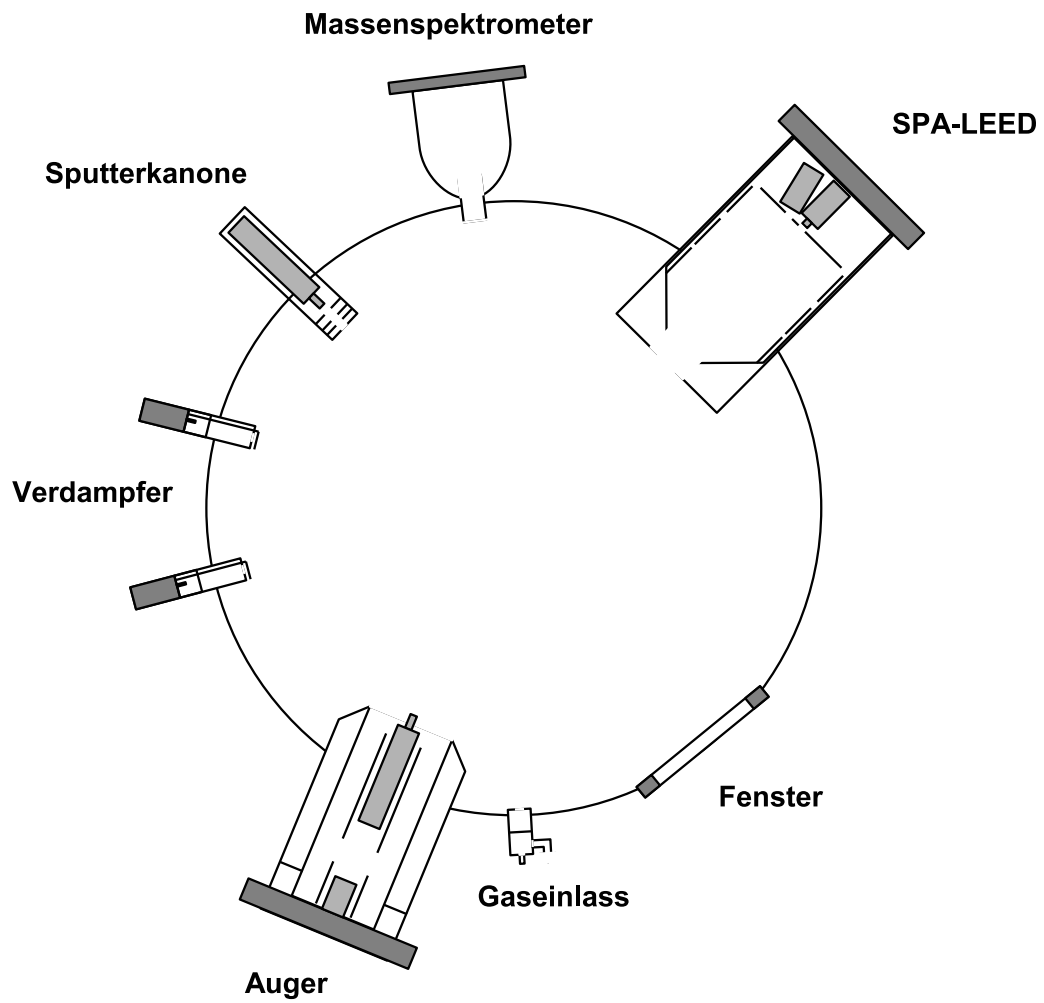 Massenspektrometer
SPA-LEED
Sputterkanone
Verdampfer
Fenster
Gaseinlass
Auger